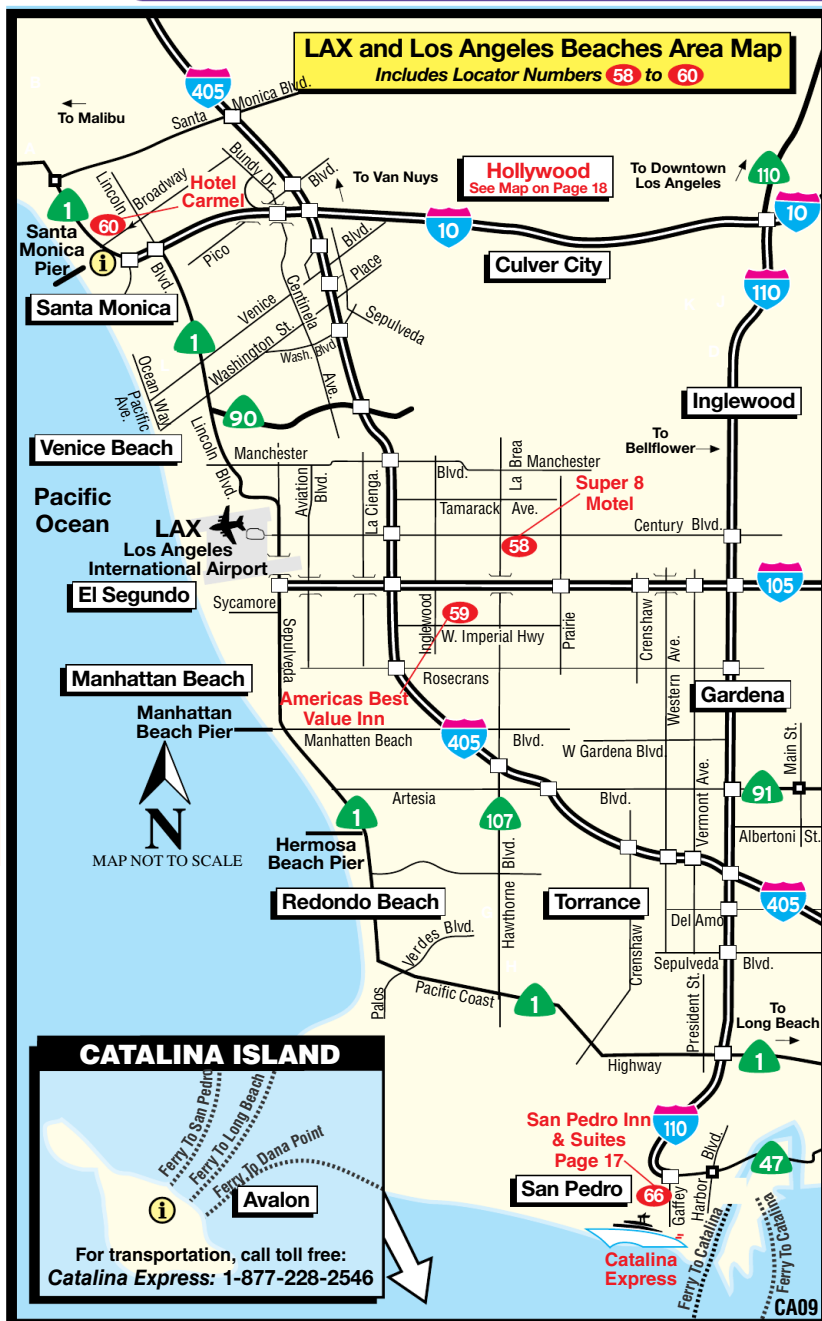 LAX and Los Angeles Beaches Area Map
Includes Locator Numbers 58 to 60
405
To Malibu
Santa Monica Blvd.
Bundy Dr.
Blvd.
To Van Nuys
Hollywood
See Map on Page 18
To Downtown
Los Angeles
110
Lincoln
Blvd.
Broadway
Hotel
Carmel
1
60
Santa
Monica
Pier
i
10
10
Pico
Blvd.
Culver City
Place
110
Santa Monica
Venice
Centinela
Ave.
Sepulveda
Washington St.
Wash. Blvd
1
Ocean Way
Pacific
Ave.
90
Inglewood
Lincoln Blvd.
To
Bellflower
Venice Beach
Manchester
Blvd.
Manchester
La Brea
Aviation
Blvd.
La Cienga.
Super 8
Motel
Pacific
Ocean
Tamarack Ave.
LAX
Los Angeles
International Airport
Century Blvd.
58
El Segundo
105
Sycamore
59
Inglewood
W. Imperial Hwy
Prairie
Crenshaw
Western Ave.
Sepulveda
Rosecrans
Manhattan Beach
Americas Best
Value Inn
Gardena
Manhattan
Beach Pier
Manhatten Beach
405
Blvd.
W Gardena Blvd.
Main St.
N
MAP NOT TO SCALE
Artesia
Blvd.
Vermont Ave.
91
1
107
Albertoni St.
Hermosa
Beach Pier
Redondo Beach
Hawthorne Blvd.
Torrance
405
Del Amo
Crenshaw
Sepulveda Blvd.
Palos Verdes Blvd.
Pacific Coast
1
President St.
To
Long Beach
Highway
1
CATALINA ISLAND
Ferry To San Pedro
Ferry To Long Beach
Ferry To Dana Point
i
Avalon
For transportation, call toll free:
Catalina Express: 1-877-228-2546
San Pedro Inn
& Suites
Page 17
110
San Pedro
66
Gaffey
Harbor Blvd.
47
Catalina
Express
Ferry To Catalina
Ferry To Catalina
CA09